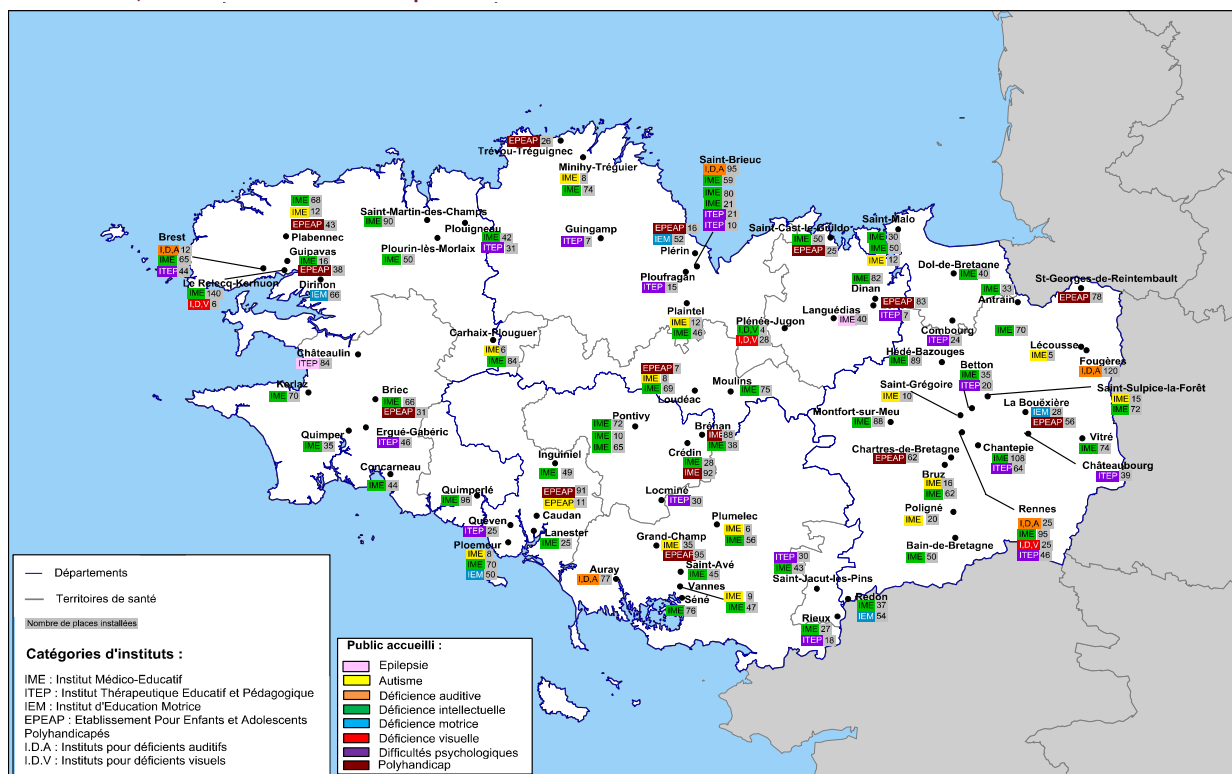 EPEAP 26
Trévou-Tréguignec
Minihy-Tréguier
IME 8
IME 74
Saint-Brieuc
I,D,A 95
IME 59
IME 80
IME 21
ITEP 21
ITEP 10
IME 68
IME 12
EPEAP 43
Plabennec
Saint-Martin-des-Champs
IME 90
Plouigneau
IME 42
ITEP 31
Plourin-lès-Morlaix
IME 50
Guingamp
ITEP 7
EPEAP 16
IEM 52
Plérin
Ploufragan
ITEP 15
Saint-Cast-le-Guildo
IME 50
EPEAP 25
Saint-Malo
IME 30
IME 50
IME 12
Brest
I.D.A 12
IME 65
ITEP 44
Guipavas
IME 16
EPEAP 38
Le Relecq-Kerhuon
IME 140
I.D.V 6
Dirinon
IEM 66
IME 82
Dinan
EPEAP 83
ITEP 7
Dol-de-Bretagne
IME 40
IME 33
Antrain
St-Georges-de-Reintembault
EPEAP 78
Plaintel
IME 12
IME 46
Plénée-Jugon
I,D,V 4
I,D,V 28
Languédias
IME 40
Combourg
ITEP 24
IME 70
Lécousse
IME 5
Fougères
I,D,A 120
Carhaix-Plouguer
IME 6
IME 84
Châteaulin
ITEP 84
Hédé-Bazouges
IME 89
Betton
IME 35
ITEP 20
Saint-Sulpice-la-Forêt
IME 15
IME 72
Kerlaz
IME 70
Briec
IME 66
EPEAP 31
EPEAP 7
IME 8
IME 69
Loudéac
Moulins
IME 75
Saint-Grégoire
IME 10
Montfort-sur-Meu
IME 68
La Bouëxière
IEM 28
EPEAP 56
Quimper
IME 35
Ergué-Gabéric
ITEP 46
Pontivy
IME 72
IME 10
IME 65
Bréhan
IME 88
IME 38
Crédin
IME 28
IME 92
Vitré
IME 74
Chantepie
IME 108
ITEP 64
Châteaubourg
ITEP 39
Chartres-de-Bretagne
EPEAP 62
Bruz
IME 16
IME 62
Inguiniel
IME 49
Concarneau
IME 44
Quimperlé
IME 96
EPEAP 91
EPEAP 11
Caudan
Locminé
ITEP 30
Poligné
IME 20
Rennes
I,D,A 25
IME 95
I,D,V 25
ITEP 46
Quéven
ITEP 25
Lanester
IME 25
Ploemeur
IME 8
IME 70
IEM 50
Plumelec
IME 6
IME 56
Grand-Champ
IME 35
EPEAP 95
Bain-de-Bretagne
IME 50
Auray
I,D,A 77
Saint-Avé
IME 45
Vannes
IME 9
IME 47
Séné
IME 76
ITEP 30
IME 43
Saint-Jacut-les-Pins
Redon
IME 37
IEM 54
Rieux
IME 27
ITEP 18
Départements
Territoires de santé
Nombre de places installées
Catégories d'instituts :
IME : Institut Médico-Educatif
ITEP : Institut Thérapeutique Educatif et Pédagogique
IEM : Institut d'Education Motrice
EPEAP : Etablissement Pour Enfants et Adolescents
Polyhandicapés
I.D.A : Instituts pour déficients auditifs
I.D.V : Instituts pour déficients visuels
Public accueilli :
Epilepsie
Autisme
Déficience auditive
Déficience intellectuelle
Déficience motrice
Déficience visuelle
Difficultés psychologiques
Polyhandicap